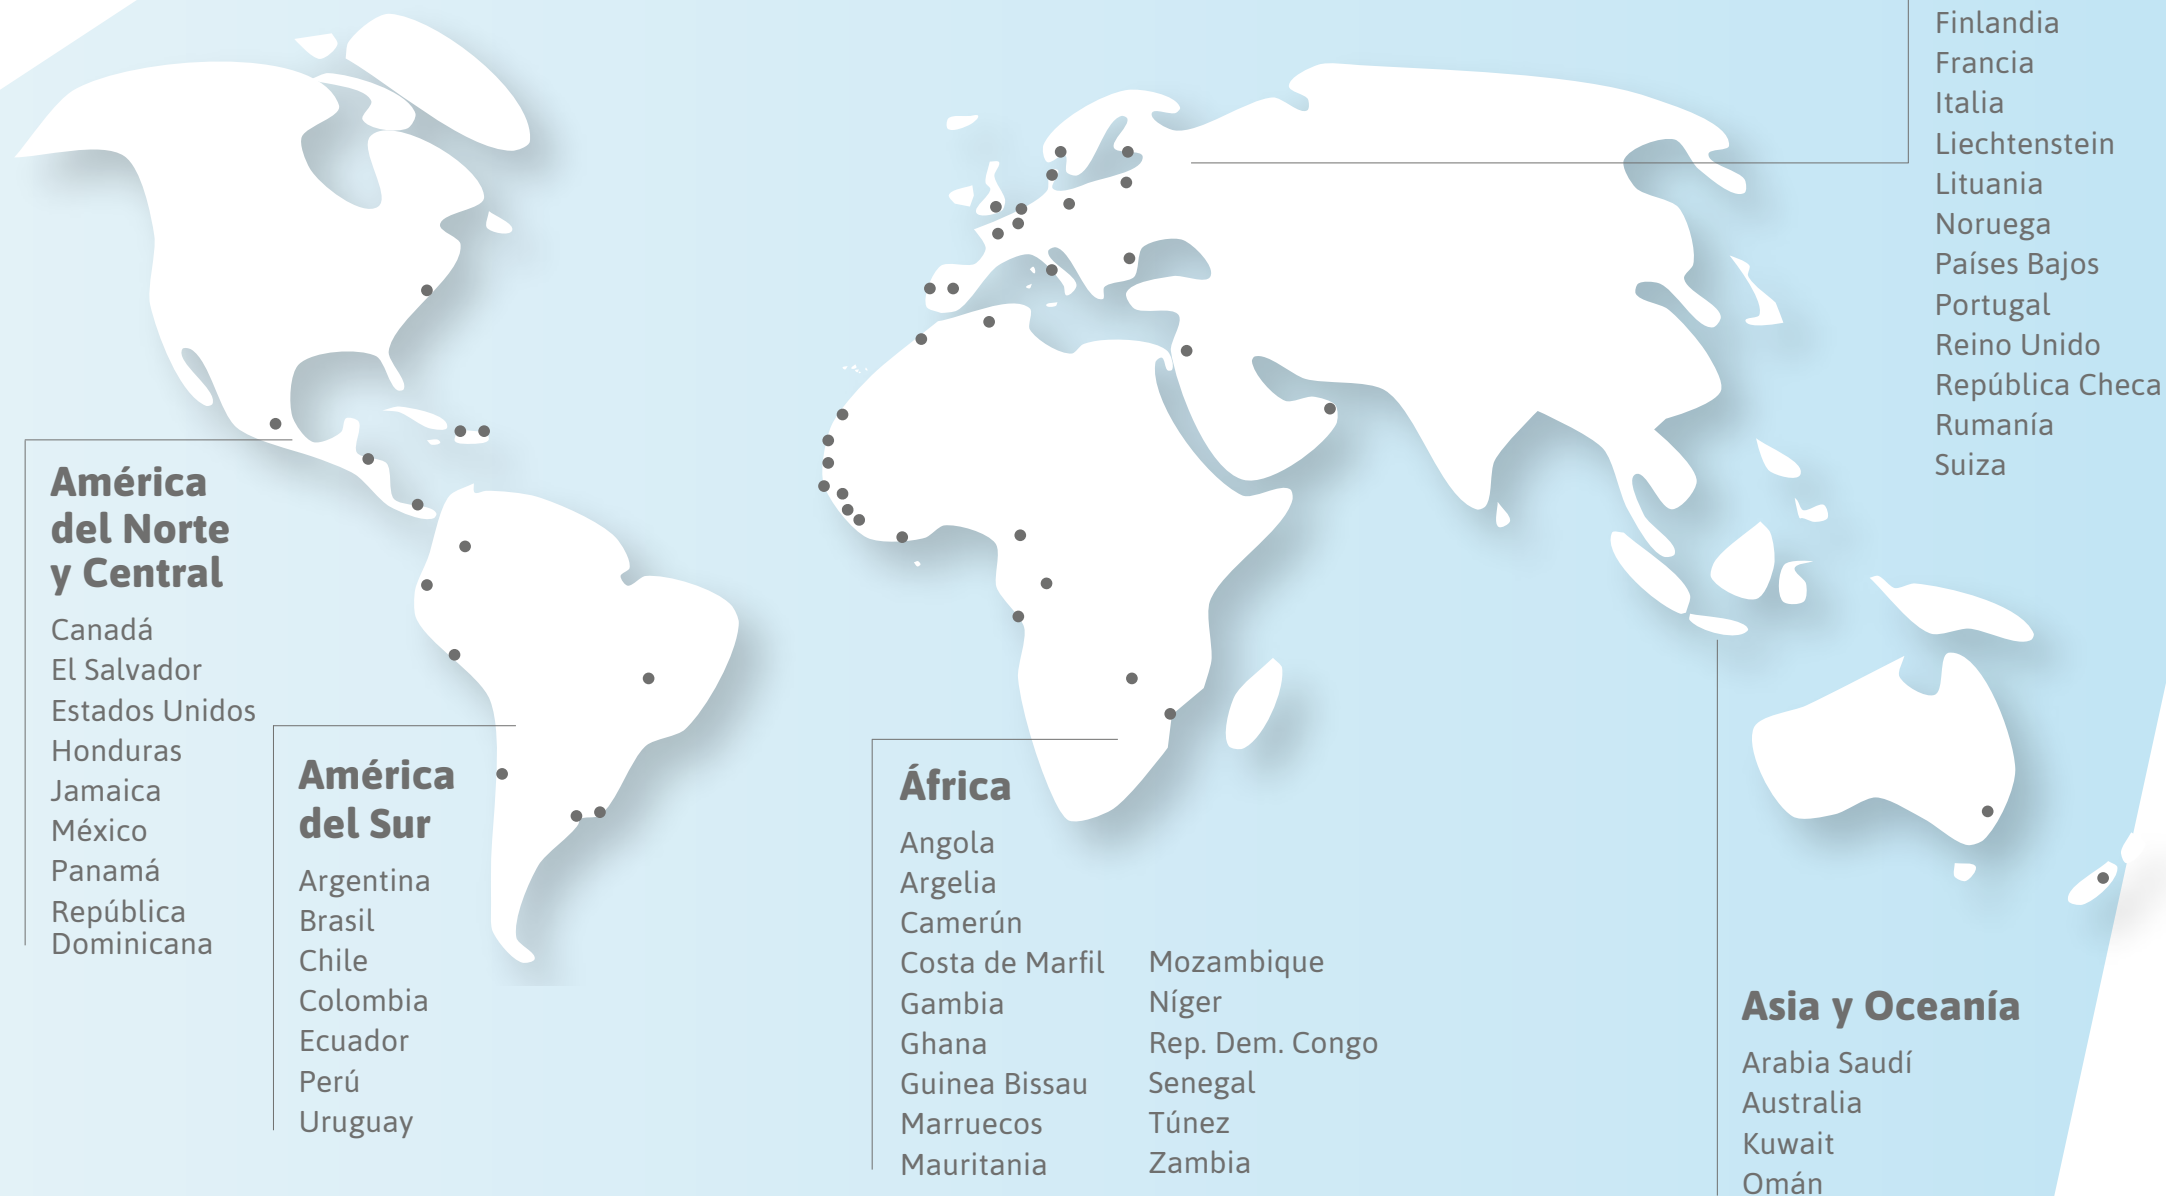 Finlandia
Francia
Italia
Liechtenstein
Lituania
Noruega
Países Bajos
Portugal
Reino Unido
República Checa
Rumanía
Suiza
América
del Norte
y Central
Canadá
El Salvador
Estados Unidos
Honduras
Jamaica
México
Panamá
República
Dominicana
América
del Sur
Argentina
Brasil
Chile
Colombia
Ecuador
Perú
Uruguay
África
Angola
Argelia
Camerún
Costa de Marfil
Gambia
Ghana
Guinea Bissau
Marruecos
Mauritania
Mozambique
Níger
Rep. Dem. Congo
Senegal
Túnez
Zambia
Asia y Oceanía
Arabia Saudí
Australia
Kuwait
Omán